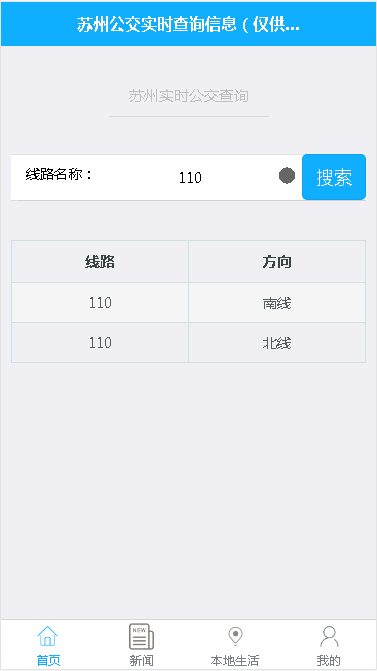 苏州公交实时查询信息（仅供...
苏州实时公交查询
线路名称： 110 搜索
线路 方向
110 南线
110 北线
NEW
首页 新闻 本地生活 我的